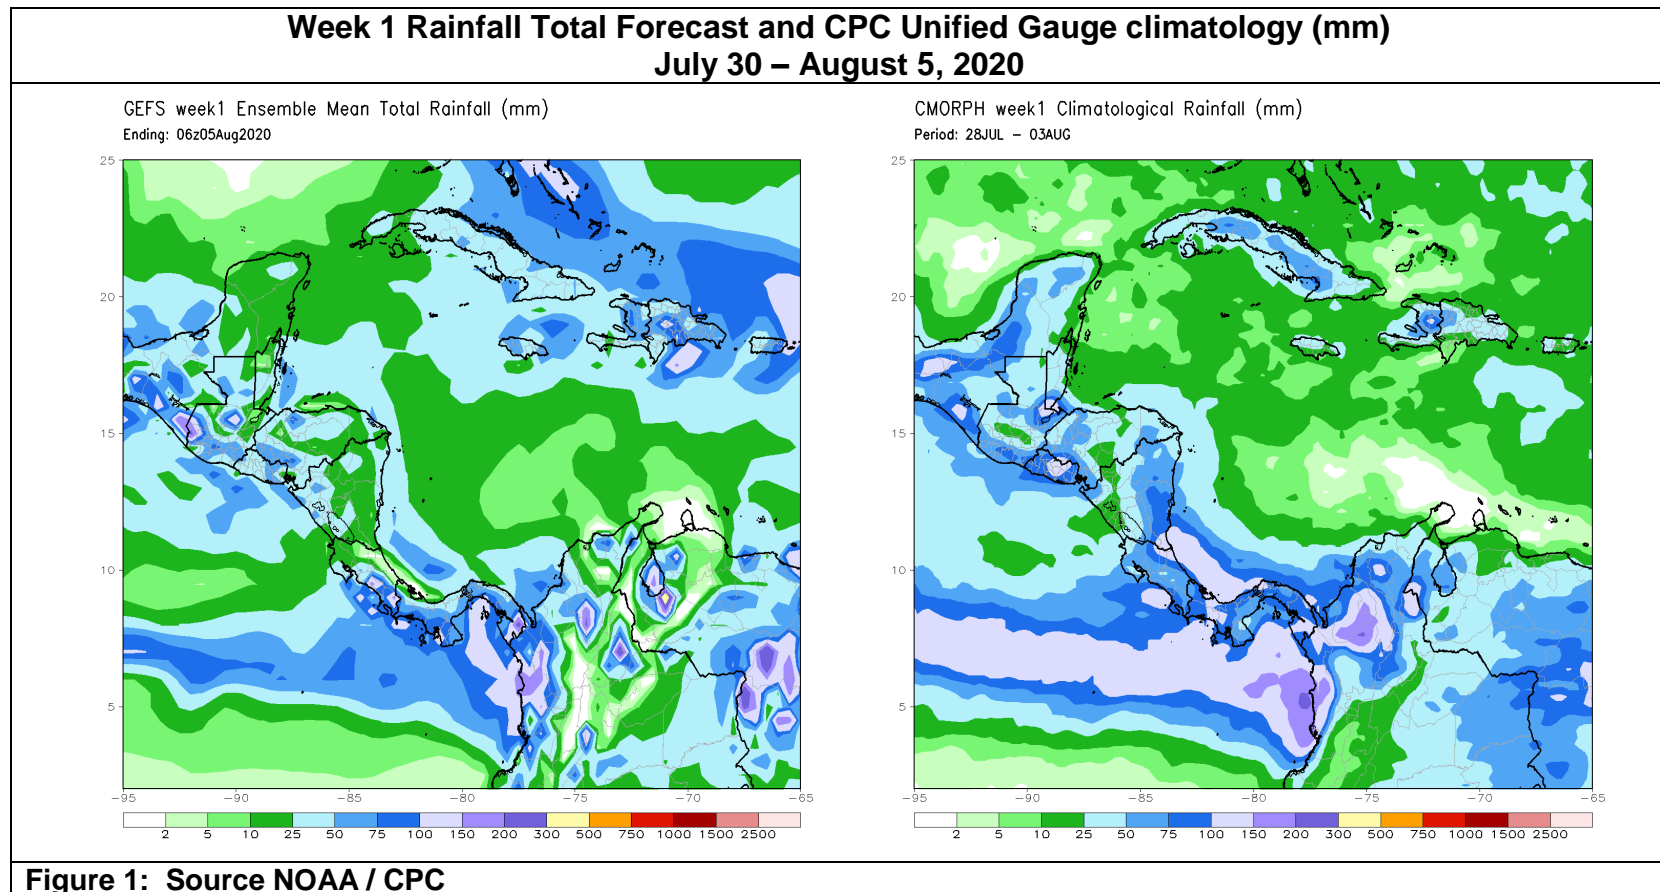 Week 1 Rainfall Total Forecast and CPC Unified Gauge climatology (mm)
July 30 – August 5, 2020
GEFS week1 Ensemble Mean Total Rainfall (mm)
Ending: 06z05Aug2020
25
20
15
10
5
-95 -90 -85 -80 -75 -70 -65
2 5 10 25 50 75 100 150 200 300 500 750 1000 1500 2500
CMORPH week1 Climatological Rainfall (mm)
Period: 28JUL - 03AUG
25
20
15
10
5
-95 -90 -85 -80 -75 -70 -65
2 5 10 25 50 75 100 150 200 300 500 750 1000 1500 2500
Figure 1: Source NOAA / CPC